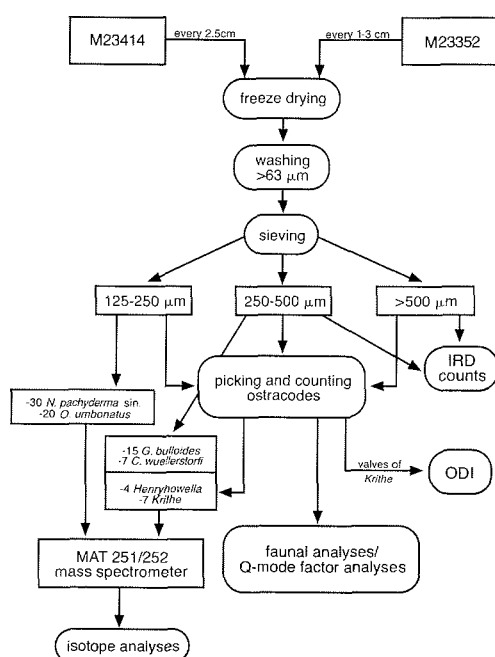 M23414
every 2.5cm
every 1-3 cm
M23352
freeze drying
washing
>63 µm
sieving
125-250 µm
250-500 µm
>500 µm
IRD
counts
picking and counting
ostracodes
-30 N. pachyderma sin.
-20 O. umbonatus
-15 G. bulloides
-7 C. wuellerstorfi
-4 Henryhowella
-7 Krithe
valves of
Krithe
ODI
MAT 251/252
mass spectrometer
faunal analyses/
Q-mode factor analyses
isotope analyses